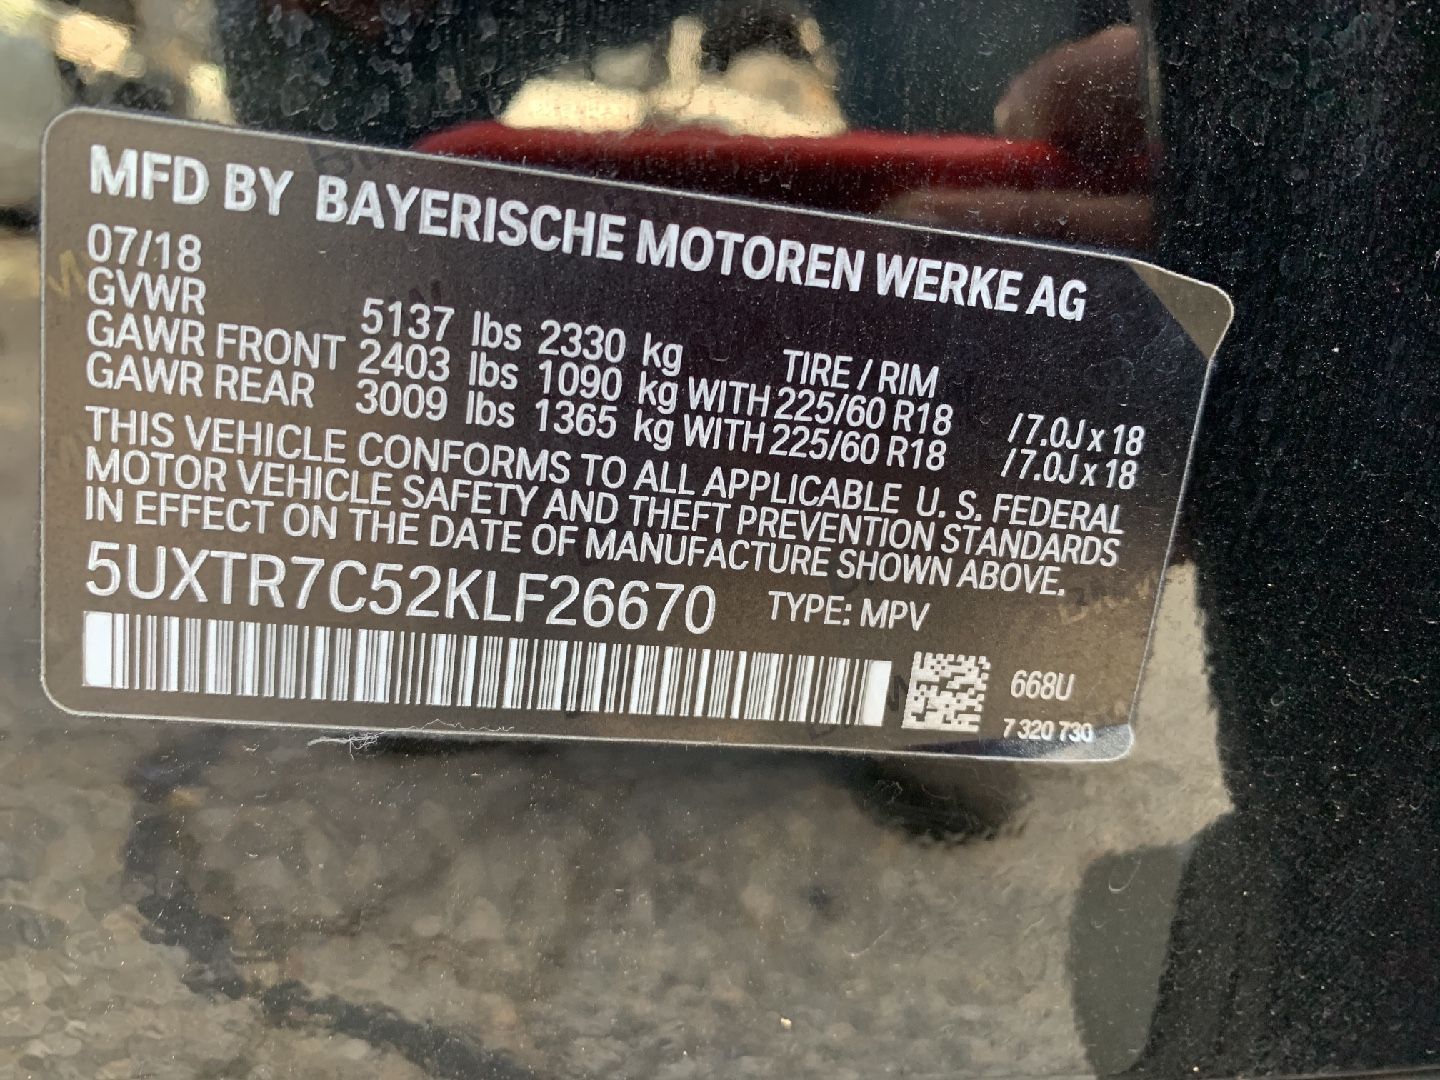 MFD BY BAYERISCHE MOTOREN WERKE AG
07/18
GVWR 5137 lbs 2330 kg TIRE / RIM
GAWR FRONT 2403 lbs 1090 kg WITH 225/60 R18 /7.0J x 18
GAWR REAR 3009 lbs 1365 kg WITH 225/60 R18 /7.0J x 18
THIS VEHICLE CONFORMS TO ALL APPLICABLE U. S. FEDERAL
MOTOR VEHICLE SAFETY AND THEFT PREVENTION STANDARDS
IN EFFECT ON THE DATE OF MANUFACTURE SHOWN ABOVE.
5UXTR7C52KLF26670 TYPE: MPV
668U
7 320 730